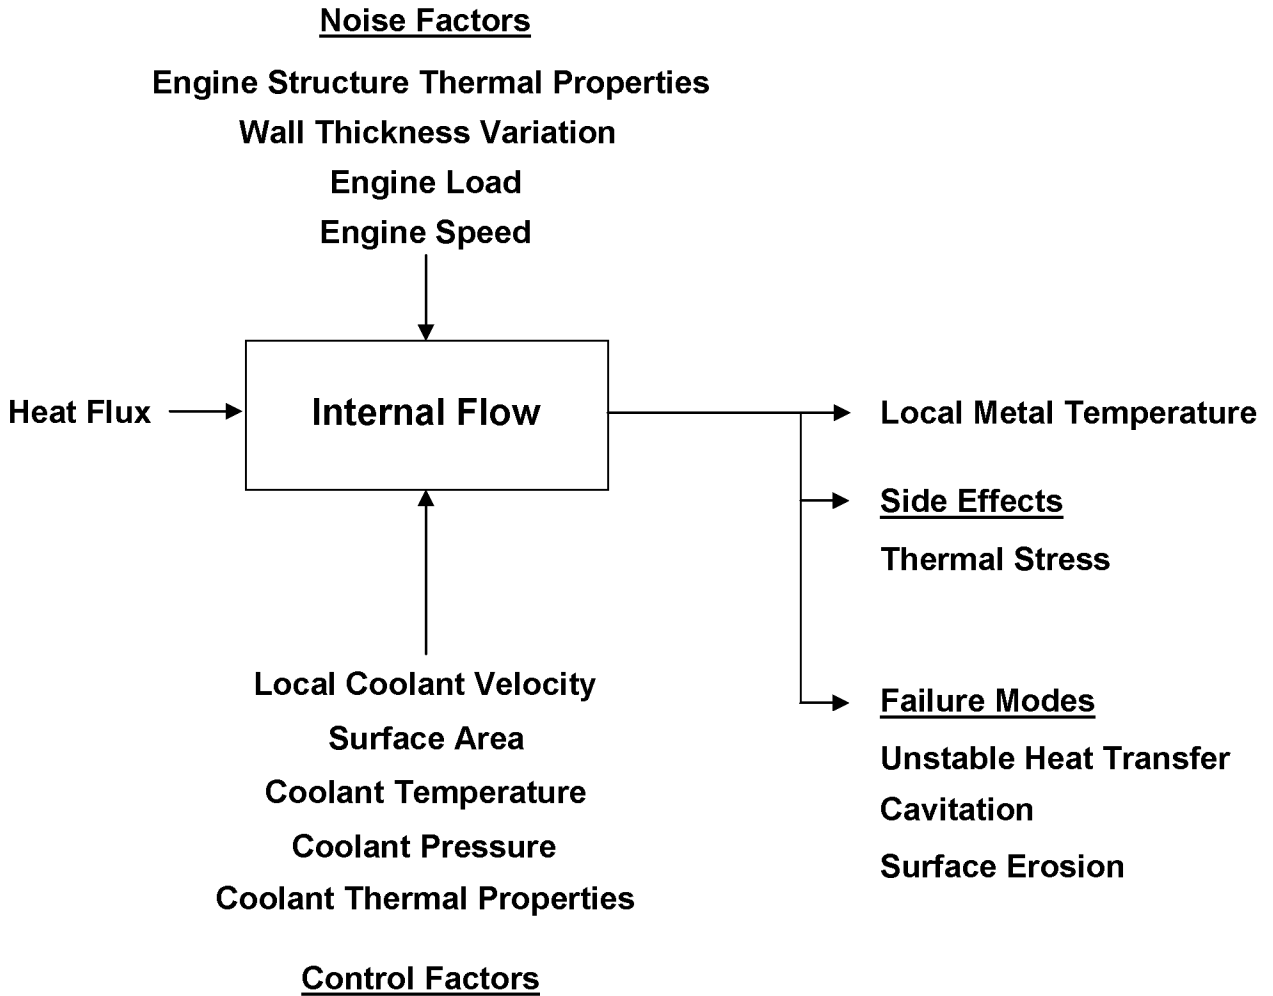 Noise Factors
Engine Structure Thermal Properties
Wall Thickness Variation
Engine Load
Engine Speed
Heat Flux
Internal Flow
Local Metal Temperature
Side Effects
Thermal Stress
Failure Modes
Unstable Heat Transfer
Cavitation
Surface Erosion
Local Coolant Velocity
Surface Area
Coolant Temperature
Coolant Pressure
Coolant Thermal Properties
Control Factors